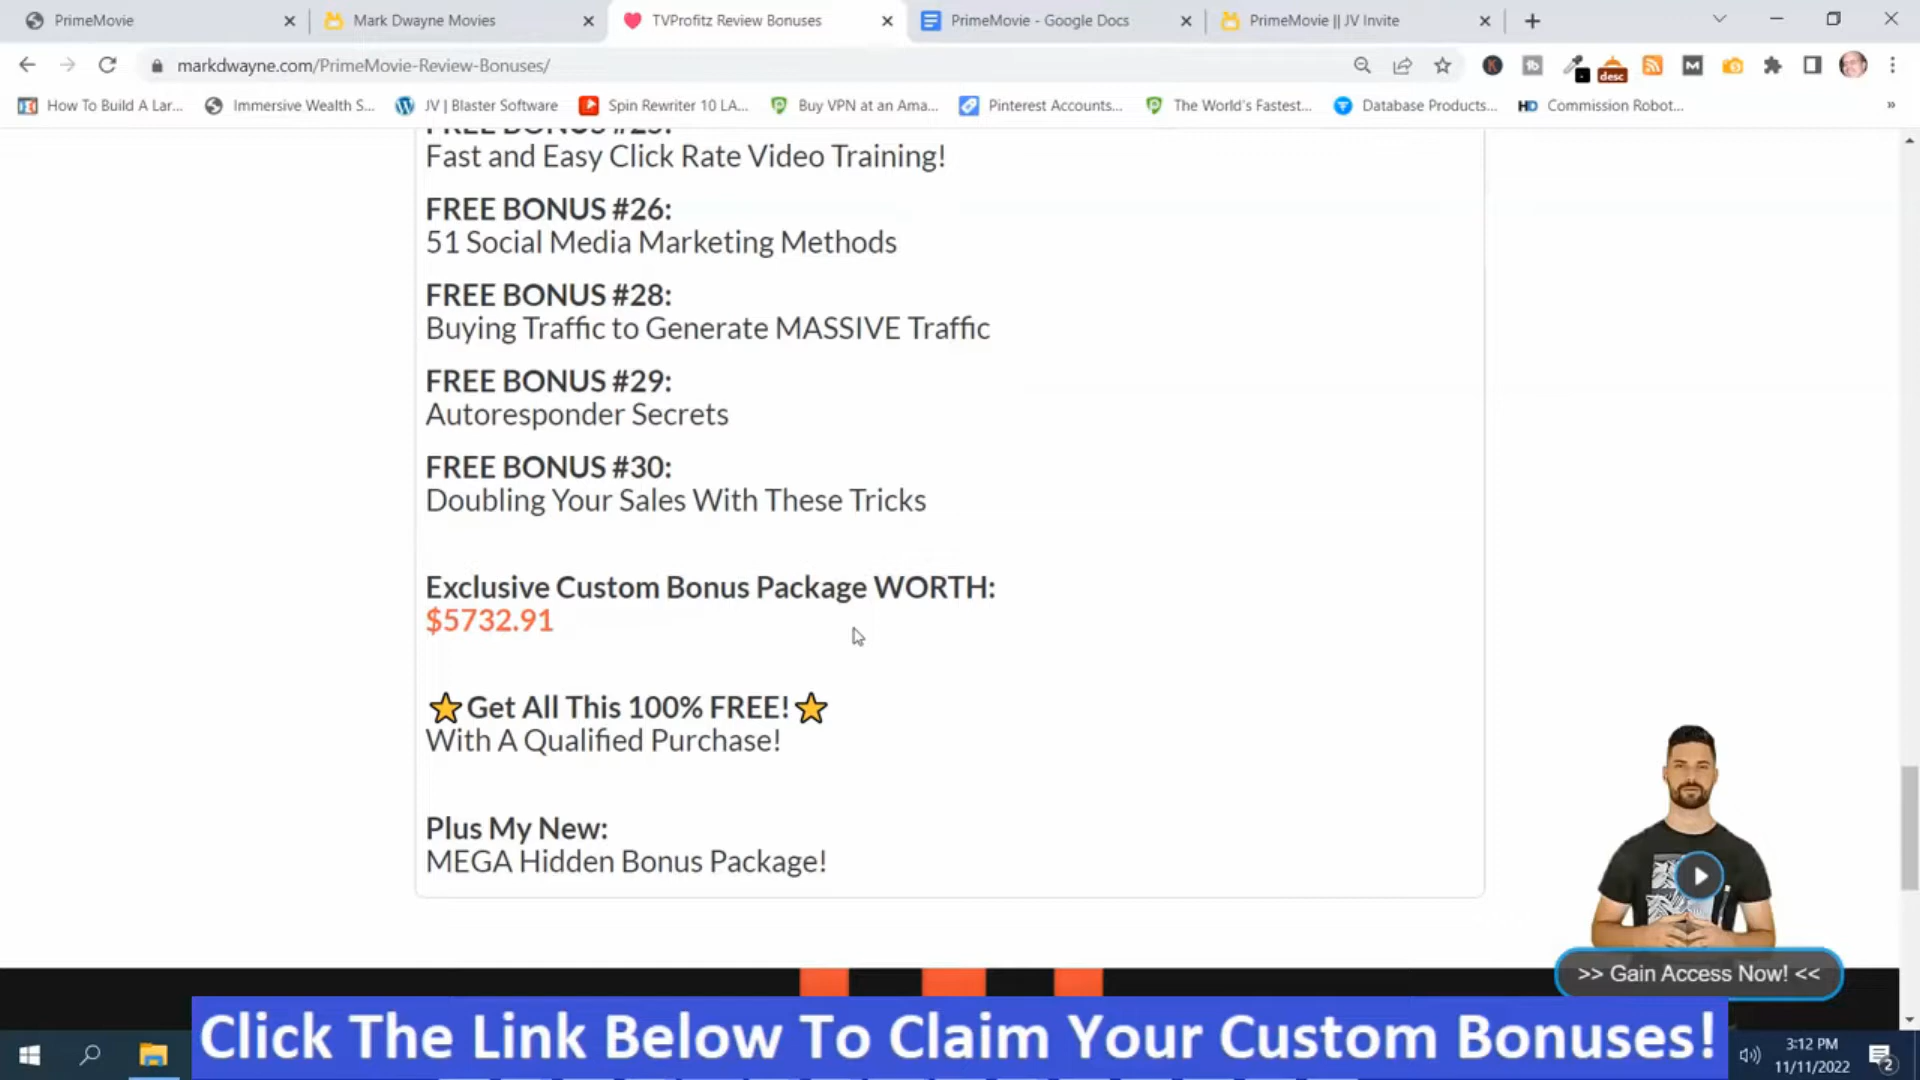 PrimeMovie
Mark Dwayne Movies
TVProfitz Review Bonuses
PrimeMovie - Google Docs
PrimeMovie || JV Invite
markdwayne.com/PrimeMovie-Review-Bonuses/
desc
How To Build A Lar...
Immersive Wealth S...
JV | Blaster Software
Spin Rewriter 10 LA...
Buy VPN at an Ama...
Pinterest Accounts...
The World's Fastest...
Database Products...
HD Commission Robot...
FREE BONUS #25:
Fast and Easy Click Rate Video Training!
FREE BONUS #26:
51 Social Media Marketing Methods
FREE BONUS #28:
Buying Traffic to Generate MASSIVE Traffic
FREE BONUS #29:
Autoresponder Secrets
FREE BONUS #30:
Doubling Your Sales With These Tricks
Exclusive Custom Bonus Package WORTH:
$5732.91
⭐Get All This 100% FREE!⭐
With A Qualified Purchase!
Plus My New:
MEGA Hidden Bonus Package!
>> Gain Access Now! <<
Click The Link Below To Claim Your Custom Bonuses!
3:12 PM
11/11/2022
2